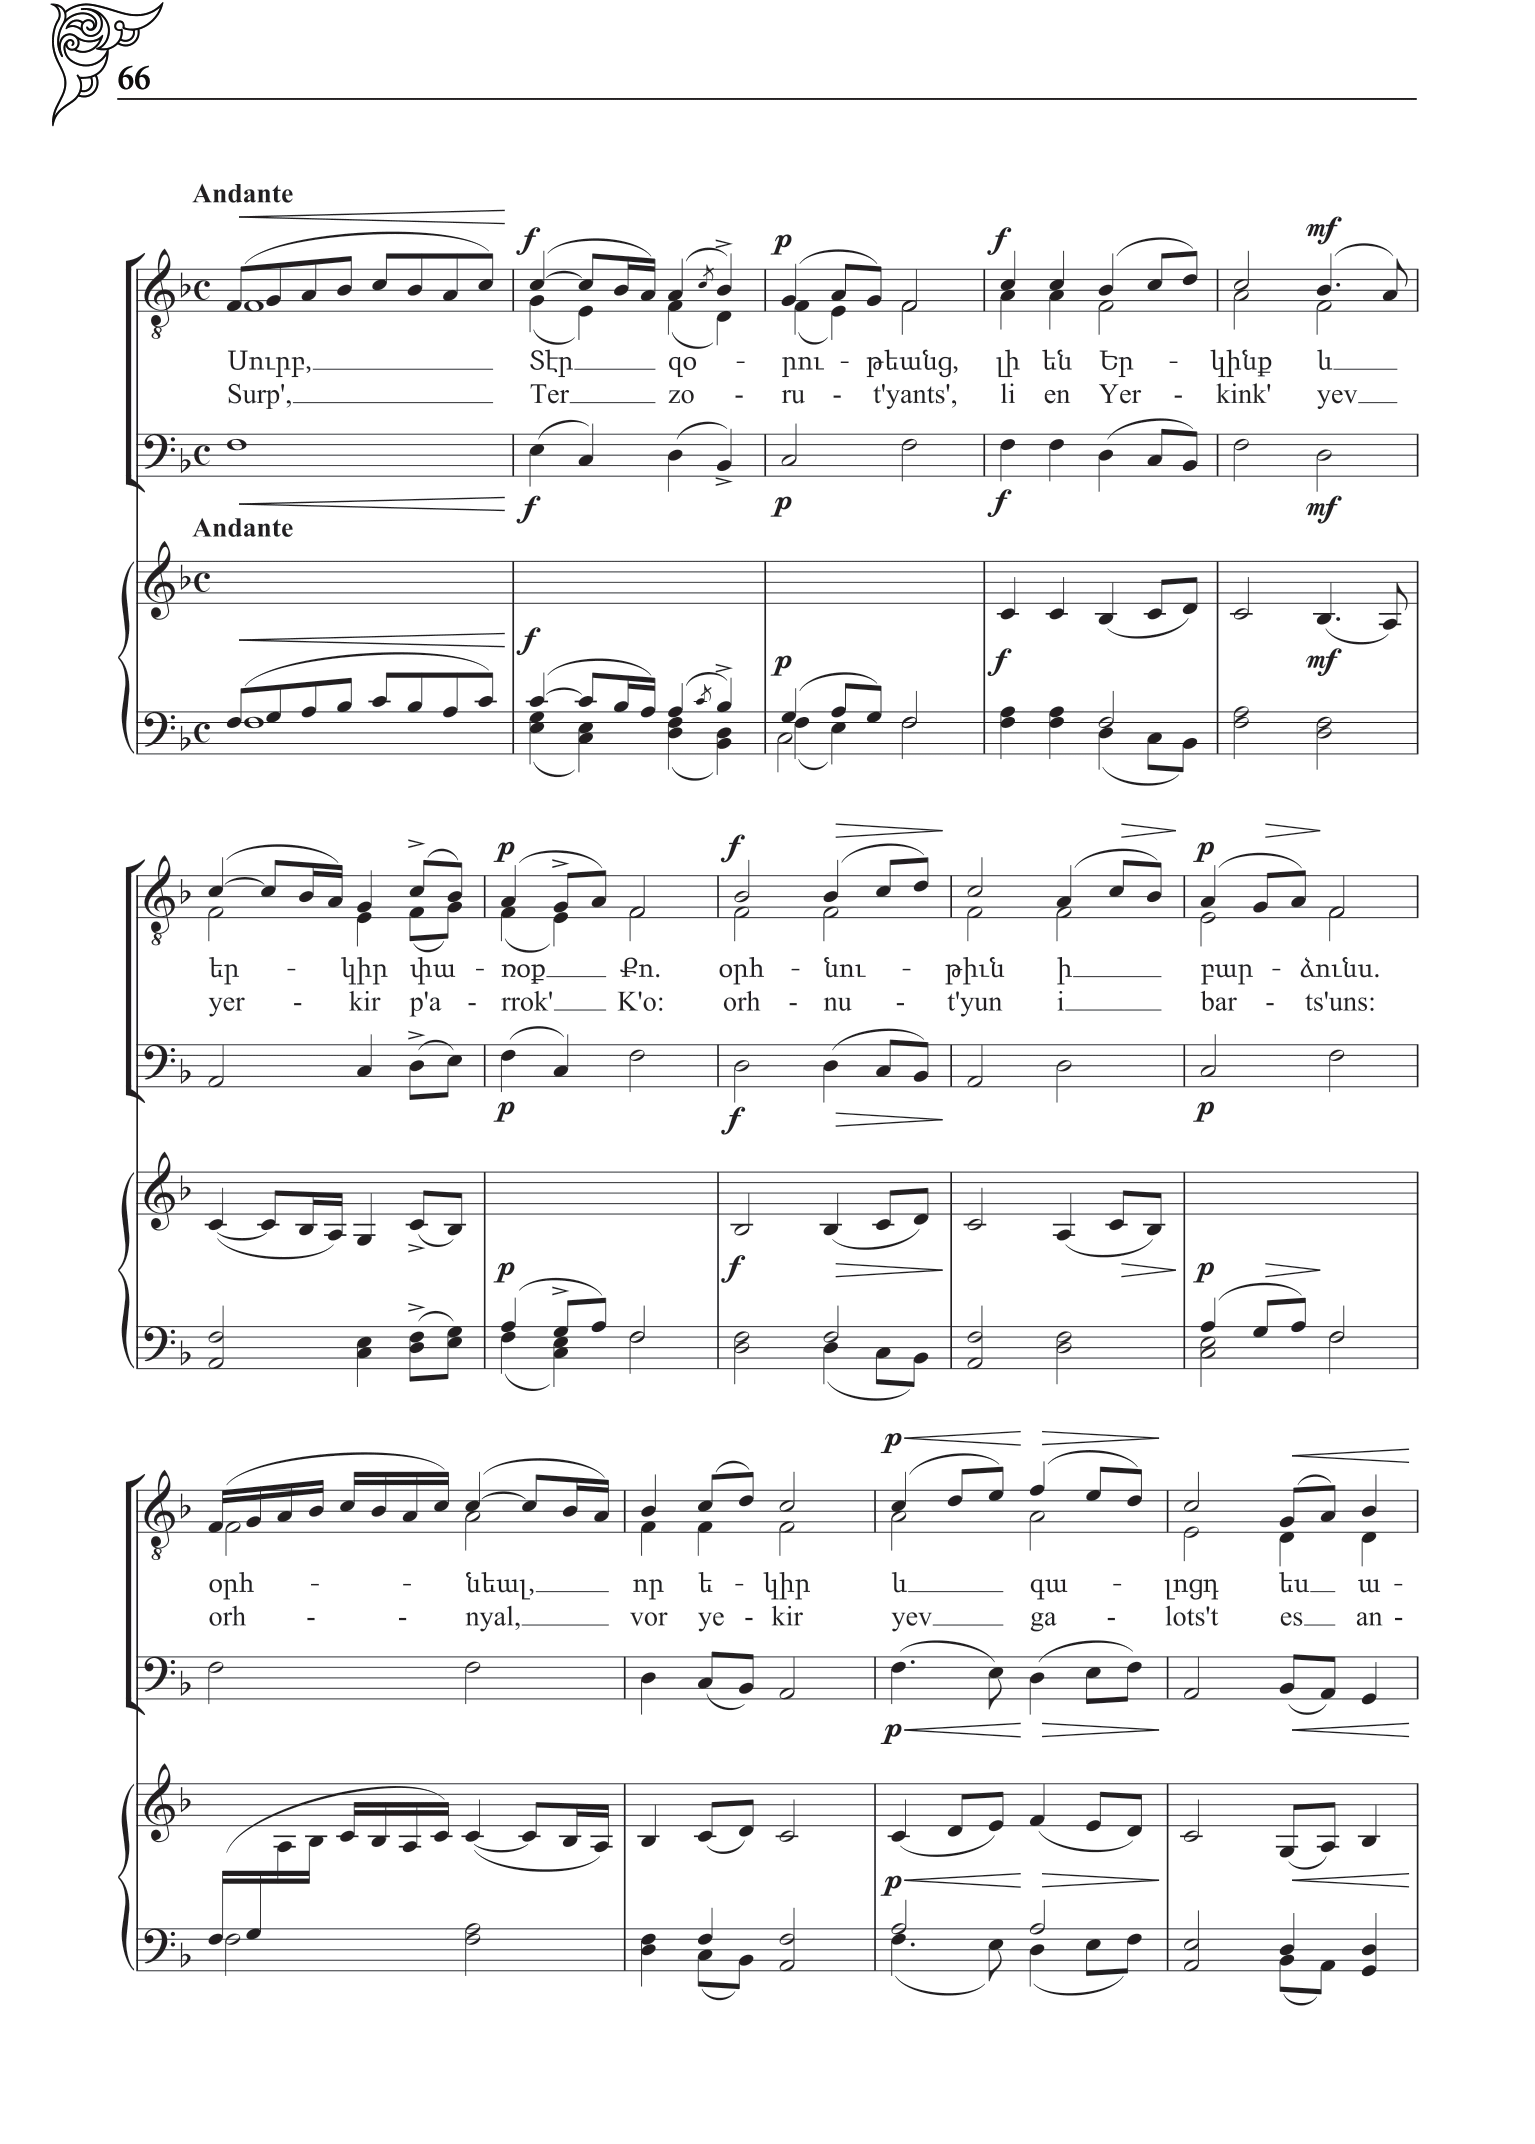 66
Andante
f p f mf
Սուրբ, Տէր զօ - րու - թեանց, լի են Եր - կինք և
Surp', Ter zo - ru - t'yants', li en Yer - kink' yev
f p f mf
Andante
f p f mf
p f p
եր - կիր փա - ռօք Քո. օրհ - նու - թիւն ի բար - ձունս.
yer - kir p'a - rrok' K'o: orh - nu - t'yun i bar - ts'uns:
p f p
p f p
p
օրհ - - նեալ, որ ե - կիր և գա - լոցդ ես ա -
orh - - nyal, vor ye - kir yev ga - lots't es an -
p
p